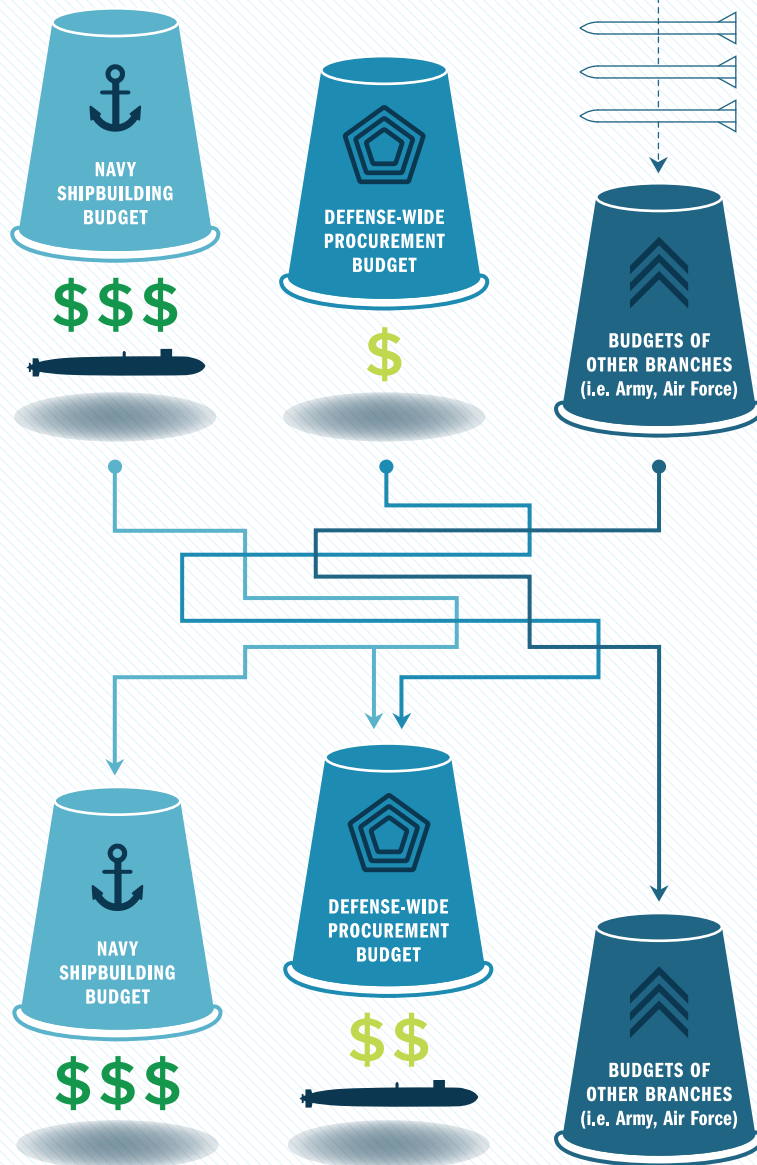 NAVY
SHIPBUILDING
BUDGET
DEFENSE-WIDE
PROCUREMENT
BUDGET
BUDGETS OF
OTHER BRANCHES
(i.e. Army, Air Force)
$$$
$
NAVY
SHIPBUILDING
BUDGET
DEFENSE-WIDE
PROCUREMENT
BUDGET
BUDGETS OF
OTHER BRANCHES
(i.e. Army, Air Force)
$$$
$$